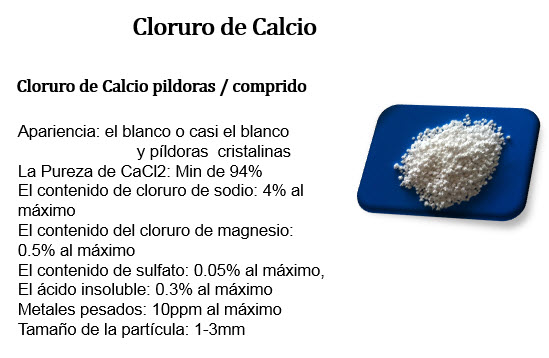 Cloruro de Calcio
Cloruro de Calcio pildoras / comprido
Apariencia: el blanco o casi el blanco
y píldoras cristalinas
La Pureza de CaCl2: Min de 94%
El contenido de cloruro de sodio: 4% al
máximo
El contenido del cloruro de magnesio:
0.5% al máximo
El contenido de sulfato: 0.05% al máximo,
El ácido insoluble: 0.3% al máximo
Metales pesados: 10ppm al máximo
Tamaño de la partícula: 1-3mm